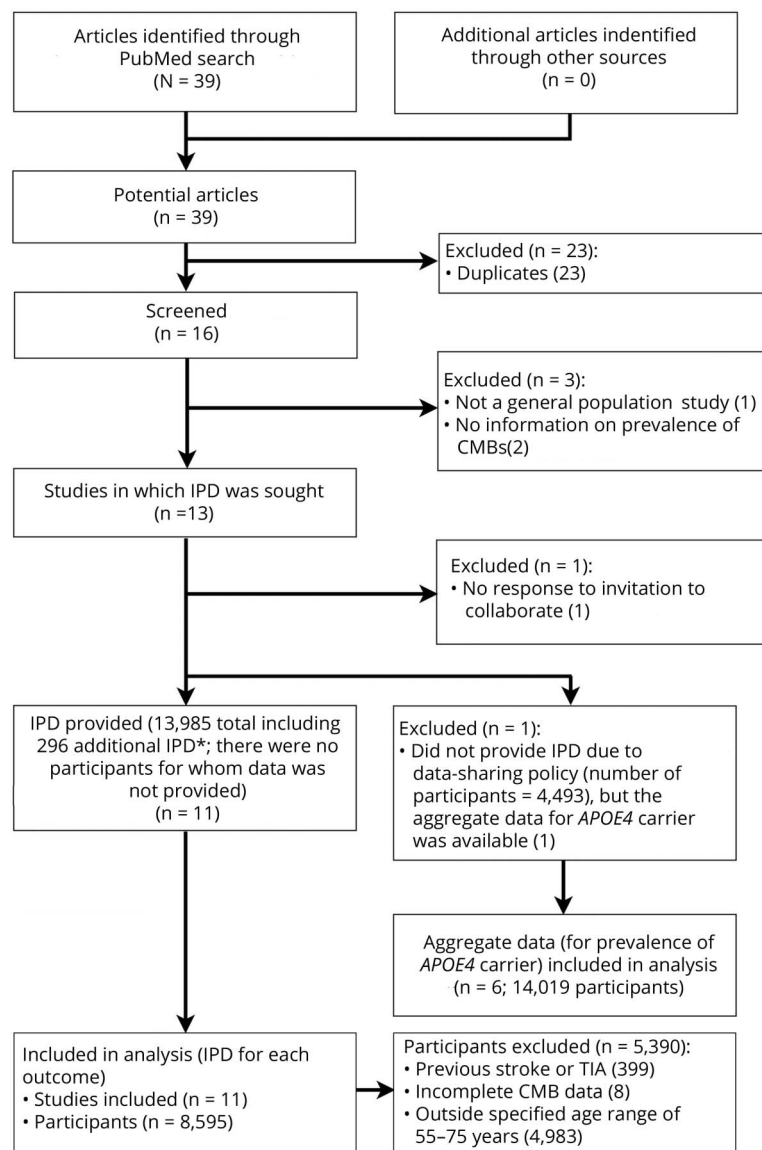 Articles identified through
PubMed search
(N = 39)
Additional articles indentified
through other sources
(n = 0)
Potential articles
(n = 39)
Excluded (n = 23):
• Duplicates (23)
Screened
(n = 16)
Excluded (n = 3):
• Not a general population study (1)
• No information on prevalence of
CMBs(2)
Studies in which IPD was sought
(n =13)
Excluded (n = 1):
• No response to invitation to
collaborate (1)
IPD provided (13,985 total including
296 additional IPD*; there were no
participants for whom data was
not provided)
(n = 11)
Excluded (n = 1):
• Did not provide IPD due to
data-sharing policy (number of
participants = 4,493), but the
aggregate data for APOE4 carrier
was available (1)
Aggregate data (for prevalence of
APOE4 carrier) included in analysis
(n = 6; 14,019 participants)
Included in analysis (IPD for each
outcome)
• Studies included (n = 11)
• Participants (n = 8,595)
Participants excluded (n = 5,390):
• Previous stroke or TIA (399)
• Incomplete CMB data (8)
• Outside specified age range of
55–75 years (4,983)